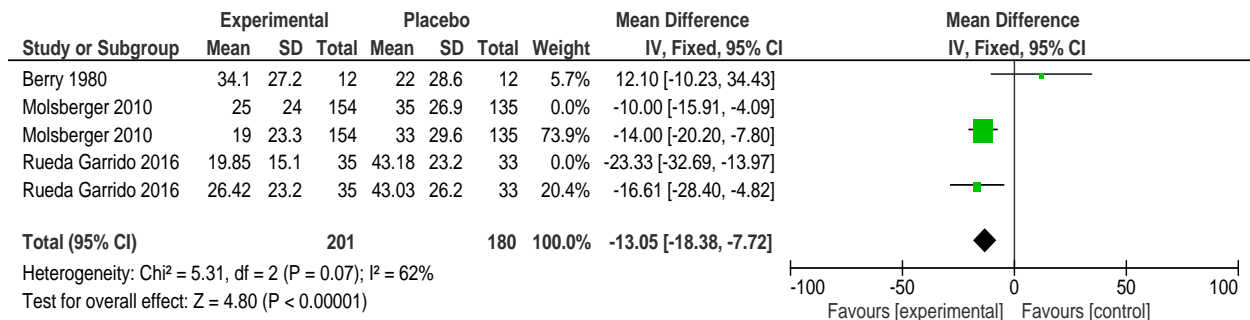 Experimental Placebo Mean Difference Mean Difference
Study or Subgroup Mean SD Total Mean SD Total Weight IV, Fixed, 95% CI IV, Fixed, 95% CI
Berry 1980 34.1 27.2 12 22 28.6 12 5.7% 12.10 [-10.23, 34.43]
Molsberger 2010 25 24 154 35 26.9 135 0.0% -10.00 [-15.91, -4.09]
Molsberger 2010 19 23.3 154 33 29.6 135 73.9% -14.00 [-20.20, -7.80]
Rueda Garrido 2016 19.85 15.1 35 43.18 23.2 33 0.0% -23.33 [-32.69, -13.97]
Rueda Garrido 2016 26.42 23.2 35 43.03 26.2 33 20.4% -16.61 [-28.40, -4.82]
Total (95% CI) 201 180 100.0% -13.05 [-18.38, -7.72]
Heterogeneity: Chi² = 5.31, df = 2 (P = 0.07); I² = 62%
Test for overall effect: Z = 4.80 (P < 0.00001)
-100 -50 0 50 100
Favours [experimental] Favours [control]